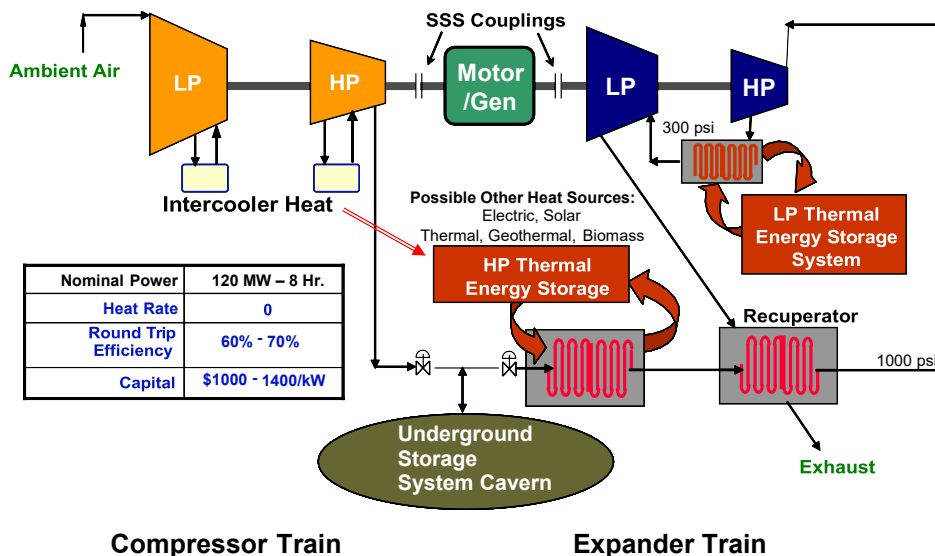 SSS Couplings
Ambient Air
LP
HP
Motor
/Gen
LP
HP
300 psi
Intercooler Heat
Possible Other Heat Sources:
Electric, Solar
Thermal, Geothermal, Biomass
LP Thermal
Energy Storage
System
HP Thermal
Energy Storage
Nominal Power 120 MW – 8 Hr.
Heat Rate 0
Round Trip
Efficiency 60% - 70%
Capital $1000 - 1400/kW
Recuperator
1000 psi
Underground
Storage
System Cavern
Exhaust
Compressor Train
Expander Train